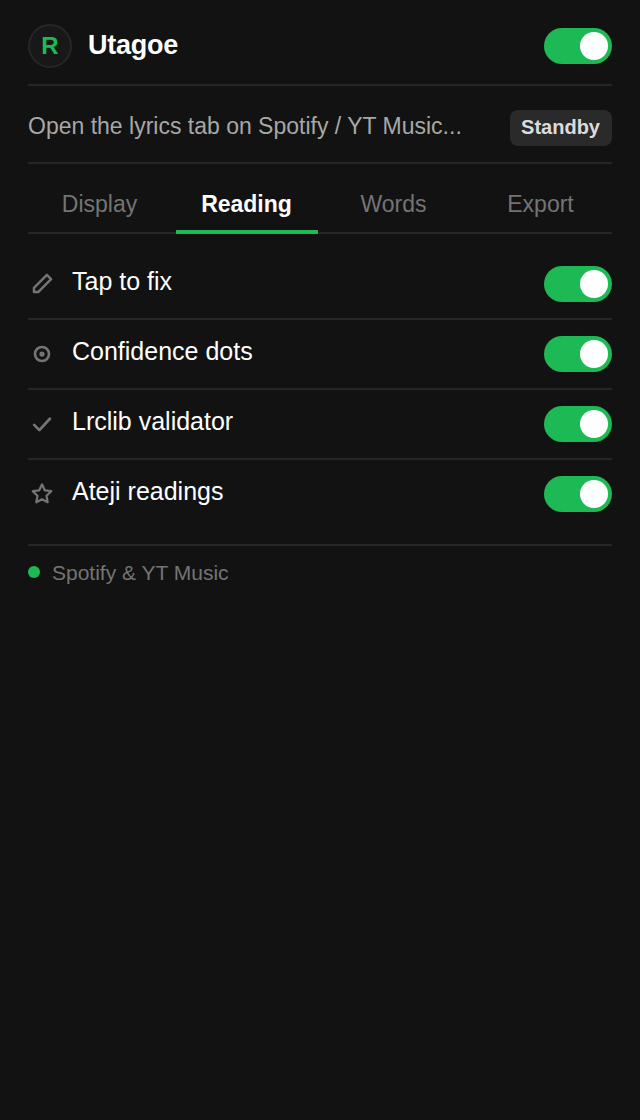 R
Utagoe
Open the lyrics tab on Spotify / YT Music...
Standby
Display
Reading
Words
Export
Tap to fix
Confidence dots
Lrclib validator
Ateji readings
Spotify & YT Music